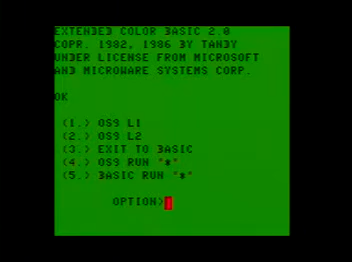 EXTENDED COLOR BASIC 2.0
COPR. 1982, 1986 BY TANDY
UNDER LICENSE FROM MICROSOFT
AND MICROWARE SYSTEMS CORP.
OK
(1.) OS9 L1
(2.) OS9 L2
(3.) EXIT TO BASIC
(4.) OS9 RUN "*"
(5.) BASIC RUN "*"
OPTION>